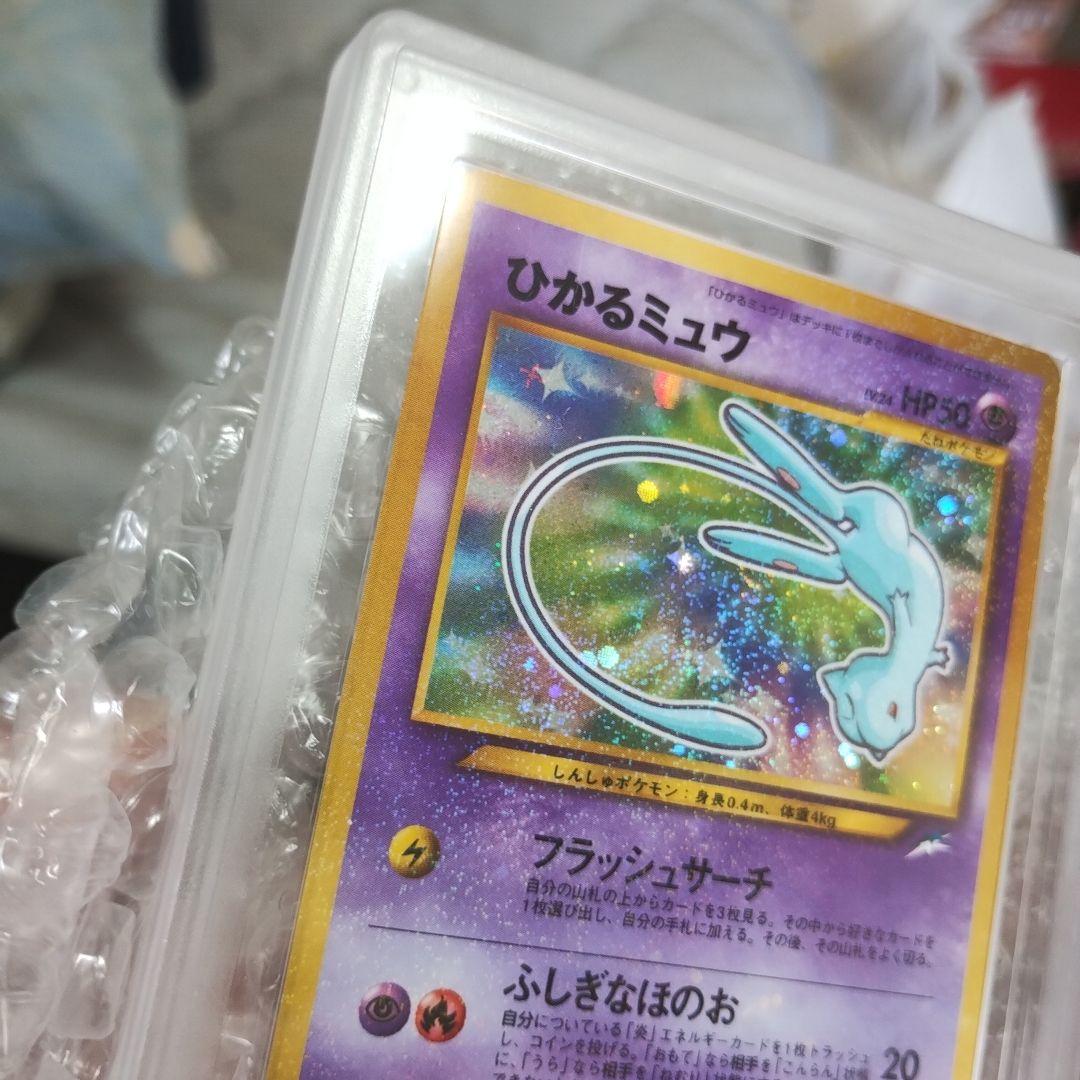 ひかるミュウ
「ひかるミュウ」はデッキに1枚
LV.24 HP50
たねポケモン
しんしゅポケモン：身長0.4m、体重4kg
フラッシュサーチ
自分の山札の上からカードを3枚見る。その中から好きなカードを
1枚選び出し、自分の手札に加える。その後、その山札をよく切る。
ふしぎなほのお
20
自分についている「炎」エネルギーカードを1枚トラッシュ
し、コインを投げる。「おもて」なら相手を「こんらん」状態
に、「うら」なら相手を「ねむり」状態に